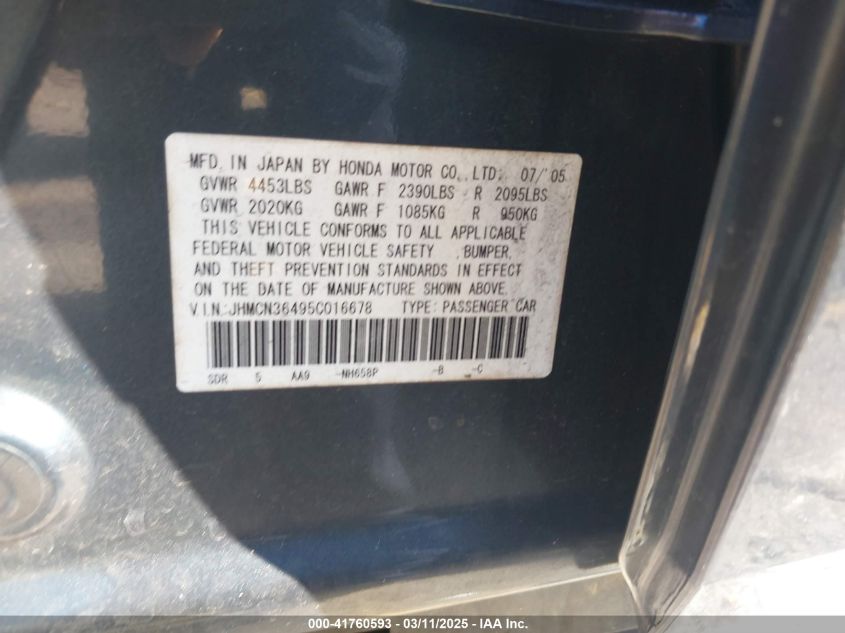 MFD. IN JAPAN BY HONDA MOTOR CO., LTD. 07/'05
GVWR 4453LBS GAWR F 2390LBS R 2095LBS
GVWR 2020KG GAWR F 1085KG R 950KG
THIS VEHICLE CONFORMS TO ALL APPLICABLE
FEDERAL MOTOR VEHICLE SAFETY , BUMPER,
AND THEFT PREVENTION STANDARDS IN EFFECT
ON THE DATE OF MANUFACTURE SHOWN ABOVE.
V.I.N.:JHMCN36495C016678 TYPE: PASSENGER CAR
SDR 5 AA9 -NH658P -B _-C
000-41760593 - 03/11/2025 - IAA Inc.